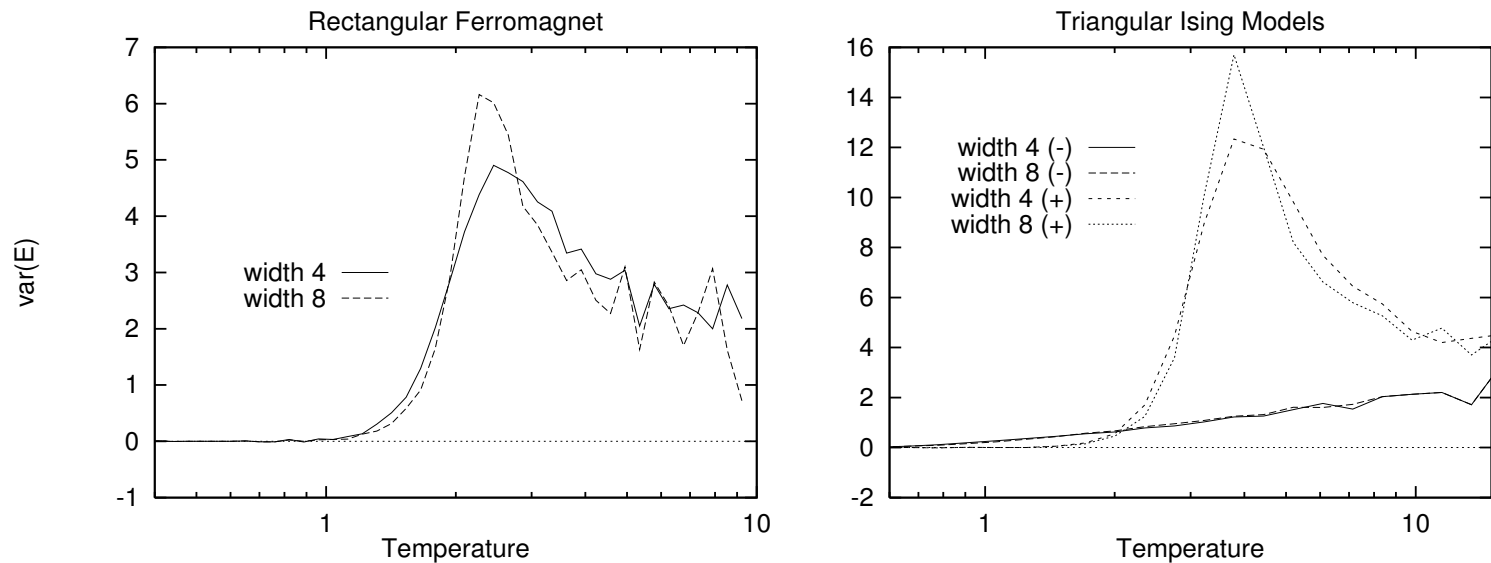 Rectangular Ferromagnet
7
6
5
4
3
2
1
0
-1
var(E)
width 4
width 8
1
10
Temperature
Triangular Ising Models
16
14
12
10
8
6
4
2
0
-2
width 4 (-)
width 8 (-)
width 4 (+)
width 8 (+)
1
10
Temperature